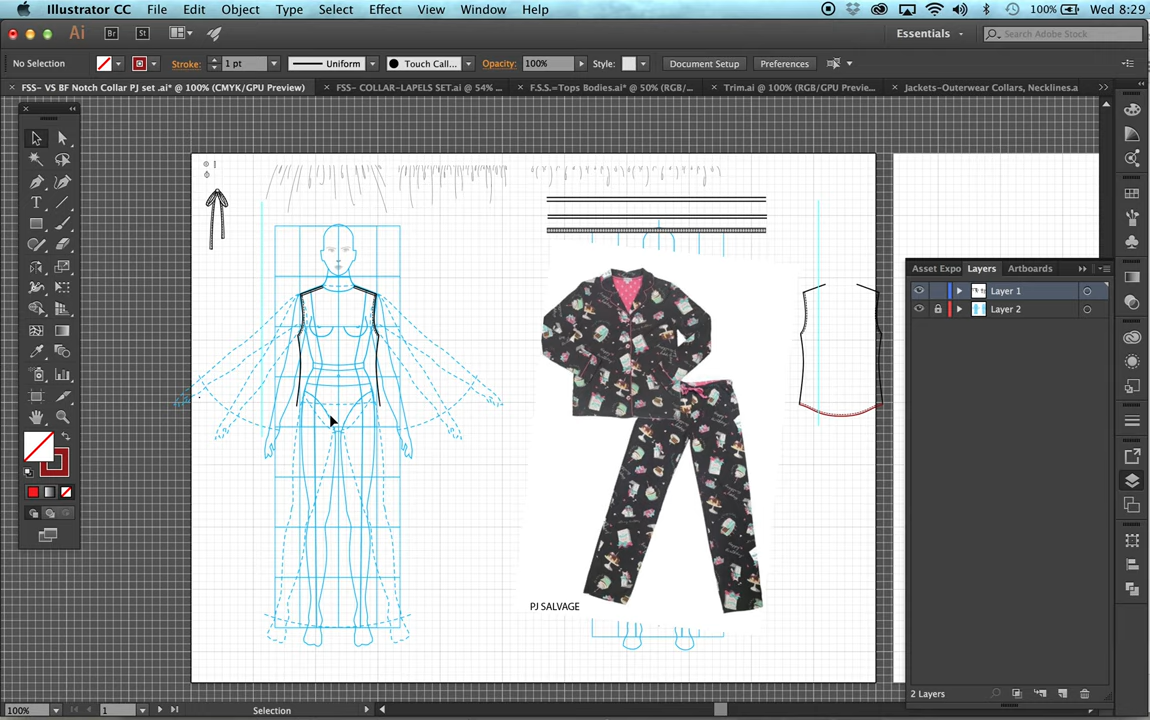 Illustrator CC File Edit Object Type Select Effect View Window Help 100% Wed 8:29
Ai Br St Essentials Search Adobe Stock
No Selection Stroke: 1 pt Uniform Touch Call... Opacity: 100% Style: Document Setup Preferences
× FSS- VS BF Notch Collar PJ set .ai* @ 100% (CMYK/GPU Preview) × FSS- COLLAR-LAPELS SET.ai @ 54% ... × F.S.S.=Tops Bodies.ai* @ 50% (RGB/... × Trim.ai @ 100% (RGB/GPU Previe... × Jackets-Outerwear Collars, Necklines.a
Asset Expo Layers Artboards
Layer 1
Layer 2
PJ SALVAGE
2 Layers
100% 1 Selection